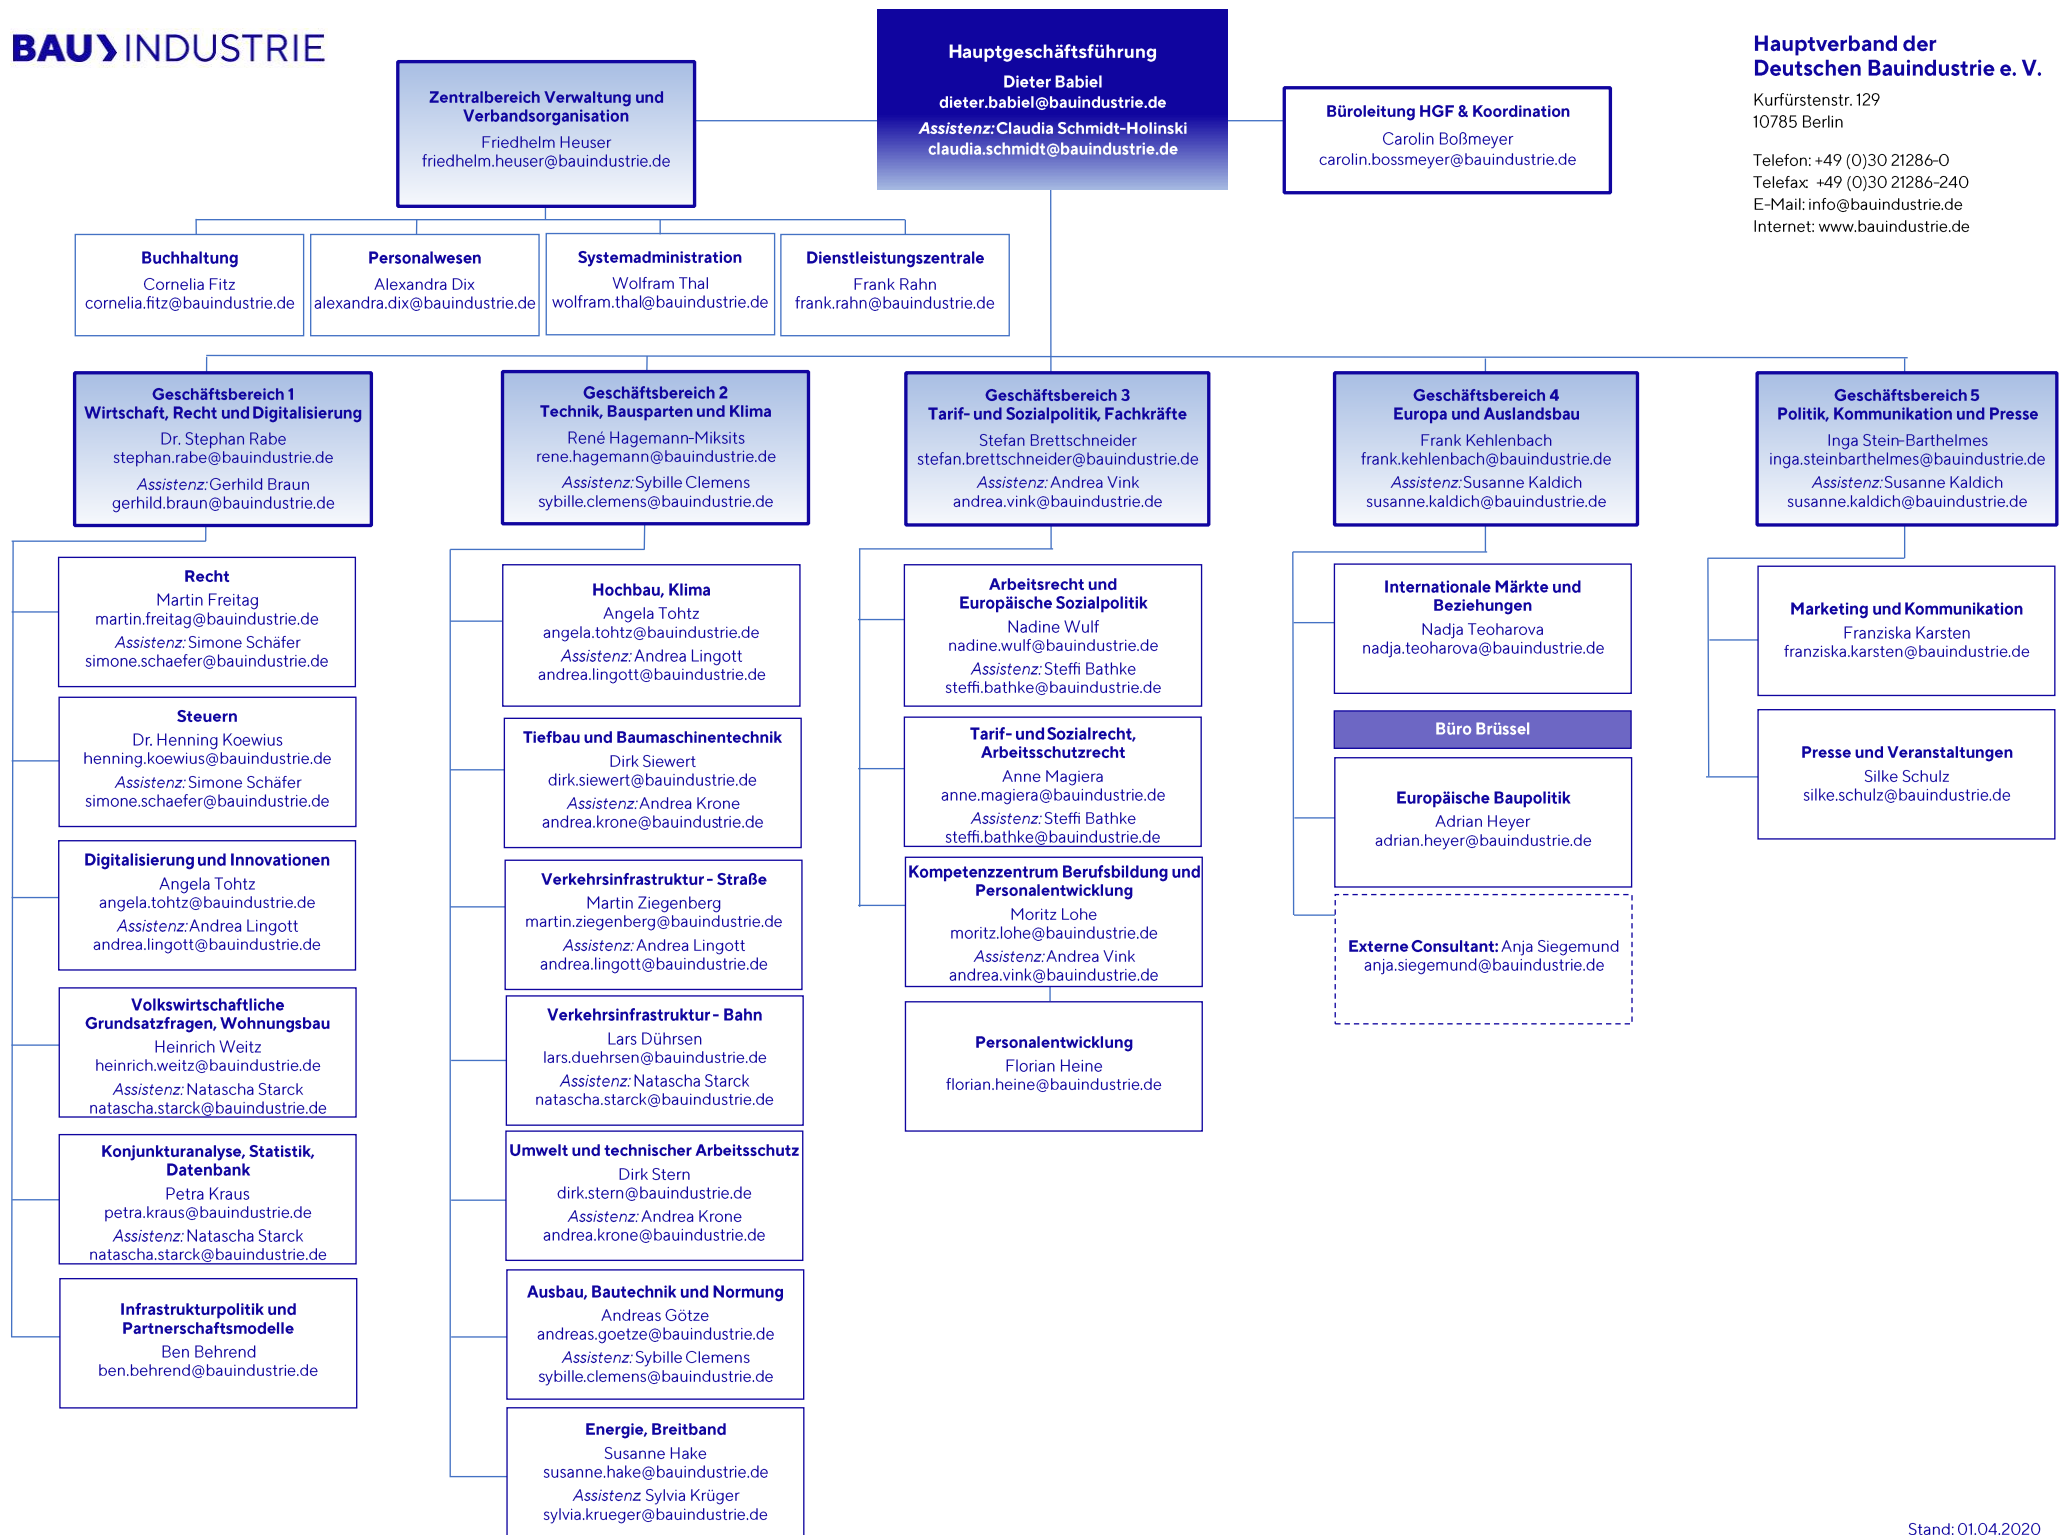 BAU INDUSTRIE
Hauptgeschäftsführung
Dieter Babiel
dieter.babiel@bauindustrie.de
Assistenz: Claudia Schmidt-Holinski
claudia.schmidt@bauindustrie.de
Hauptverband der
Deutschen Bauindustrie e. V.
Kurfürstenstr. 129
10785 Berlin
Telefon: +49 (0)30 21286-0
Telefax: +49 (0)30 21286-240
E-Mail: info@bauindustrie.de
Internet: www.bauindustrie.de
Zentralbereich Verwaltung und
Verbandsorganisation
Friedhelm Heuser
friedhelm.heuser@bauindustrie.de
Büroleitung HGF & Koordination
Carolin Boßmeyer
carolin.bossmeyer@bauindustrie.de
Buchhaltung
Cornelia Fitz
cornelia.fitz@bauindustrie.de
Personalwesen
Alexandra Dix
alexandra.dix@bauindustrie.de
Systemadministration
Wolfram Thal
wolfram.thal@bauindustrie.de
Dienstleistungszentrale
Frank Rahn
frank.rahn@bauindustrie.de
Geschäftsbereich 1
Wirtschaft, Recht und Digitalisierung
Dr. Stephan Rabe
stephan.rabe@bauindustrie.de
Assistenz: Gerhild Braun
gerhild.braun@bauindustrie.de
Recht
Martin Freitag
martin.freitag@bauindustrie.de
Assistenz: Simone Schäfer
simone.schaefer@bauindustrie.de
Steuern
Dr. Henning Koewius
henning.koewius@bauindustrie.de
Assistenz: Simone Schäfer
simone.schaefer@bauindustrie.de
Digitalisierung und Innovationen
Angela Tohtz
angela.tohtz@bauindustrie.de
Assistenz: Andrea Lingott
andrea.lingott@bauindustrie.de
Volkswirtschaftliche
Grundsatzfragen, Wohnungsbau
Heinrich Weitz
heinrich.weitz@bauindustrie.de
Assistenz: Natascha Starck
natascha.starck@bauindustrie.de
Konjunkturanalyse, Statistik,
Datenbank
Petra Kraus
petra.kraus@bauindustrie.de
Assistenz: Natascha Starck
natascha.starck@bauindustrie.de
Infrastrukturpolitik und
Partnerschaftsmodelle
Ben Behrend
ben.behrend@bauindustrie.de
Geschäftsbereich 2
Technik, Bausparten und Klima
René Hagemann-Miksits
rene.hagemann@bauindustrie.de
Assistenz: Sybille Clemens
sybille.clemens@bauindustrie.de
Hochbau, Klima
Angela Tohtz
angela.tohtz@bauindustrie.de
Assistenz: Andrea Lingott
andrea.lingott@bauindustrie.de
Tiefbau und Baumaschinentechnik
Dirk Siewert
dirk.siewert@bauindustrie.de
Assistenz: Andrea Krone
andrea.krone@bauindustrie.de
Verkehrsinfrastruktur - Straße
Martin Ziegenberg
martin.ziegenberg@bauindustrie.de
Assistenz: Andrea Lingott
andrea.lingott@bauindustrie.de
Verkehrsinfrastruktur - Bahn
Lars Dührsen
lars.duehrsen@bauindustrie.de
Assistenz: Natascha Starck
natascha.starck@bauindustrie.de
Umwelt und technischer Arbeitsschutz
Dirk Stern
dirk.stern@bauindustrie.de
Assistenz: Andrea Krone
andrea.krone@bauindustrie.de
Ausbau, Bautechnik und Normung
Andreas Götze
andreas.goetze@bauindustrie.de
Assistenz: Sybille Clemens
sybille.clemens@bauindustrie.de
Energie, Breitband
Susanne Hake
susanne.hake@bauindustrie.de
Assistenz Sylvia Krüger
sylvia.krueger@bauindustrie.de
Geschäftsbereich 3
Tarif- und Sozialpolitik, Fachkräfte
Stefan Brettschneider
stefan.brettschneider@bauindustrie.de
Assistenz: Andrea Vink
andrea.vink@bauindustrie.de
Arbeitsrecht und
Europäische Sozialpolitik
Nadine Wulf
nadine.wulf@bauindustrie.de
Assistenz: Steffi Bathke
steffi.bathke@bauindustrie.de
Tarif- und Sozialrecht,
Arbeitsschutzrecht
Anne Magiera
anne.magiera@bauindustrie.de
Assistenz: Steffi Bathke
steffi.bathke@bauindustrie.de
Kompetenzzentrum Berufsbildung und
Personalentwicklung
Moritz Lohe
moritz.lohe@bauindustrie.de
Assistenz: Andrea Vink
andrea.vink@bauindustrie.de
Personalentwicklung
Florian Heine
florian.heine@bauindustrie.de
Geschäftsbereich 4
Europa und Auslandsbau
Frank Kehlenbach
frank.kehlenbach@bauindustrie.de
Assistenz: Susanne Kaldich
susanne.kaldich@bauindustrie.de
Internationale Märkte und
Beziehungen
Nadja Teoharova
nadja.teoharova@bauindustrie.de
Büro Brüssel
Europäische Baupolitik
Adrian Heyer
adrian.heyer@bauindustrie.de
Externe Consultant: Anja Siegemund
anja.siegemund@bauindustrie.de
Geschäftsbereich 5
Politik, Kommunikation und Presse
Inga Stein-Barthelmes
inga.steinbarthelmes@bauindustrie.de
Assistenz: Susanne Kaldich
susanne.kaldich@bauindustrie.de
Marketing und Kommunikation
Franziska Karsten
franziska.karsten@bauindustrie.de
Presse und Veranstaltungen
Silke Schulz
silke.schulz@bauindustrie.de
Stand: 01.04.2020